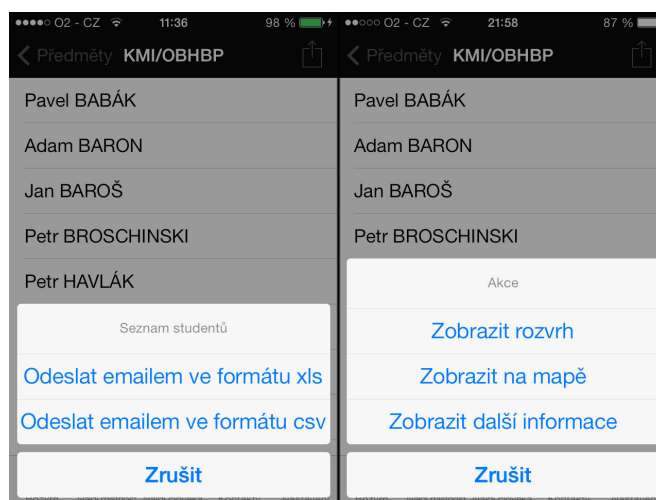 O2 - CZ 11:36 98 %
Předměty KMI/OBHBP
Pavel BABÁK
Adam BARON
Jan BAROŠ
Petr BROSCHINSKI
Petr HAVLÁK
Seznam studentů
Odeslat emailem ve formátu xls
Odeslat emailem ve formátu csv
Zrušit
O2 - CZ 21:58 87 %
Předměty KMI/OBHBP
Pavel BABÁK
Adam BARON
Jan BAROŠ
Petr BROSCHINSKI
Akce
Zobrazit rozvrh
Zobrazit na mapě
Zobrazit další informace
Zrušit